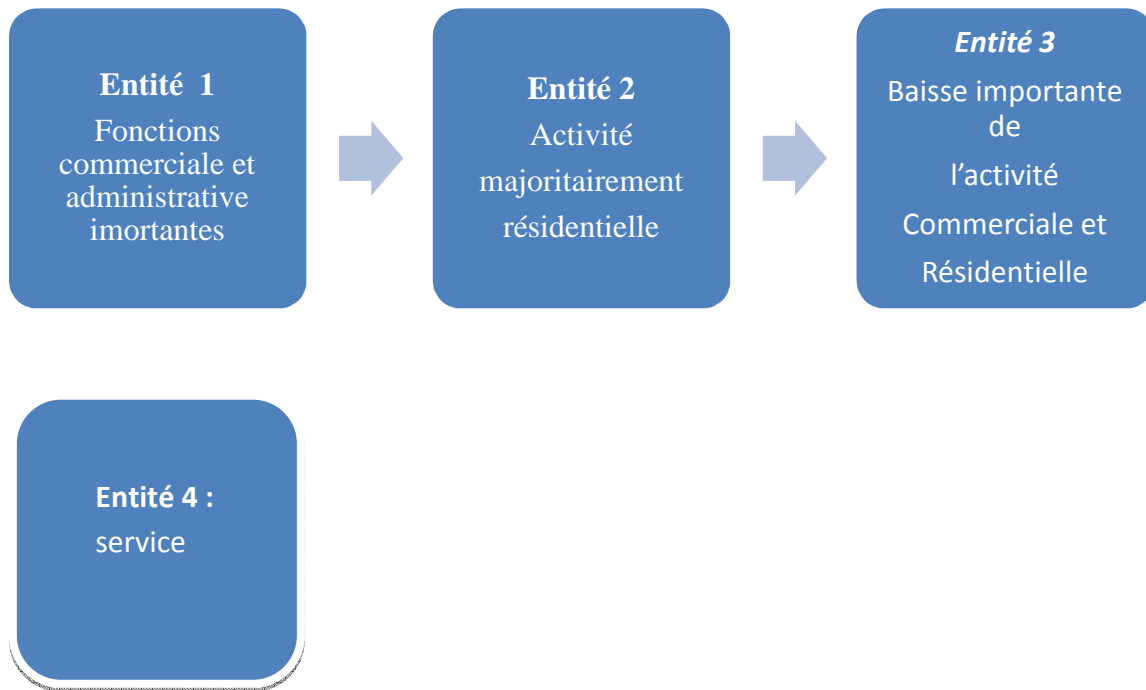 Entité 1
Fonctions
commerciale et
administrative
imortantes
Entité 2
Activité
majoritairement
résidentielle
Entité 3
Baisse importante
de
l’activité
Commerciale et
Résidentielle
Entité 4 :
service